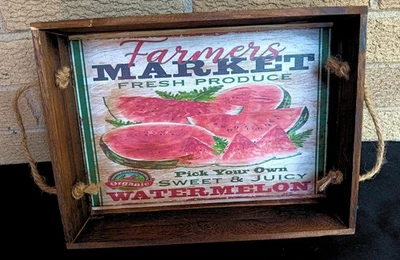 Farmers
MARKET
FRESH PRODUCE
Organic
Pick Your Own
SWEET & JUICY
WATERMELON